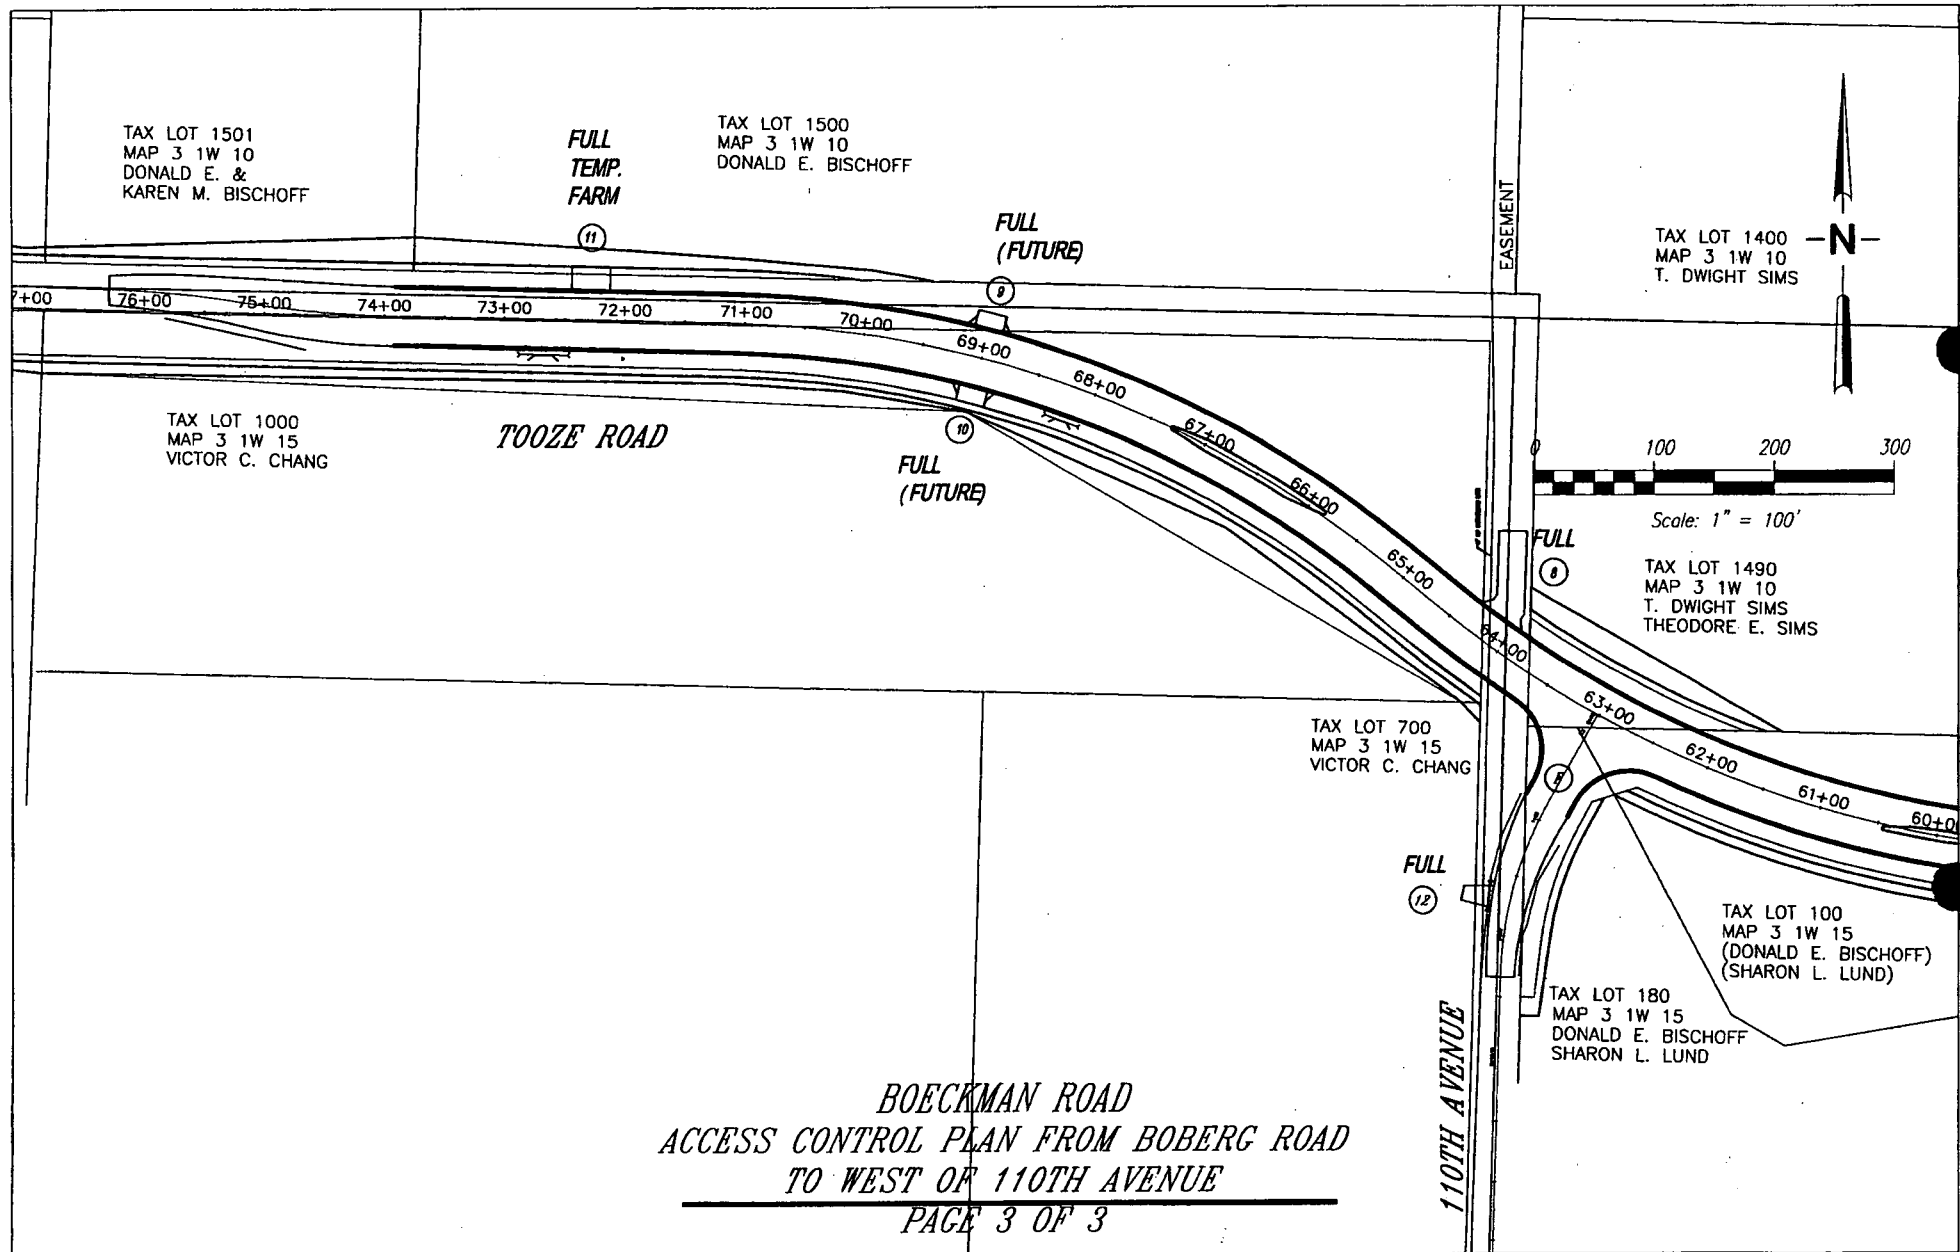 TAX LOT 1501
MAP 3 1W 10
DONALD E. &
KAREN M. BISCHOFF
FULL
TEMP.
FARM
11
TAX LOT 1500
MAP 3 1W 10
DONALD E. BISCHOFF
FULL
(FUTURE)
9
EASEMENT
TAX LOT 1400
MAP 3 1W 10
T. DWIGHT SIMS
N
7+00
76+00
75+00
74+00
73+00
72+00
71+00
70+00
69+00
68+00
67+00
66+00
65+00
64+00
63+00
62+00
61+00
60+00
TAX LOT 1000
MAP 3 1W 15
VICTOR C. CHANG
TOOZE ROAD
10
FULL
(FUTURE)
0 100 200 300
Scale: 1" = 100'
FULL
8
TAX LOT 1490
MAP 3 1W 10
T. DWIGHT SIMS
THEODORE E. SIMS
TAX LOT 700
MAP 3 1W 15
VICTOR C. CHANG
FULL
12
TAX LOT 100
MAP 3 1W 15
(DONALD E. BISCHOFF)
(SHARON L. LUND)
TAX LOT 180
MAP 3 1W 15
DONALD E. BISCHOFF
SHARON L. LUND
110TH AVENUE
BOECKMAN ROAD
ACCESS CONTROL PLAN FROM BOBERG ROAD
TO WEST OF 110TH AVENUE
PAGE 3 OF 3